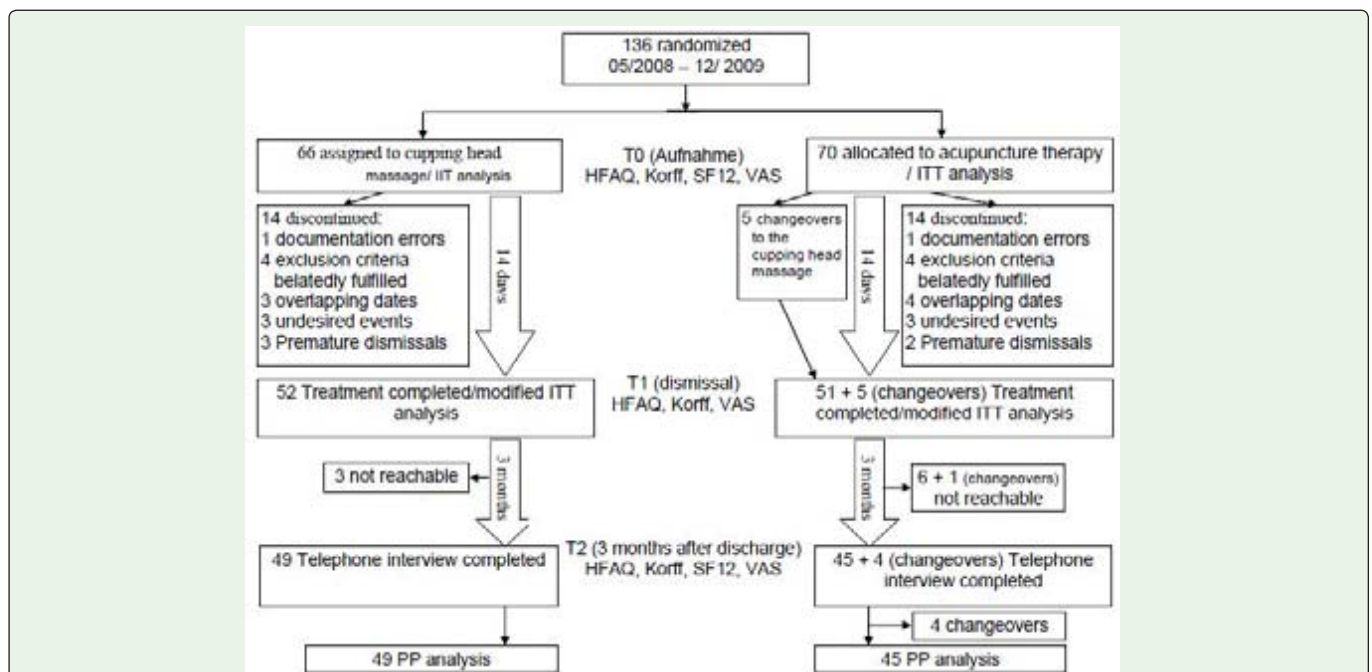 136 randomized
05/2008 – 12/ 2009
66 assigned to cupping head
massage/ IIT analysis
T0 (Aufnahme)
HFAQ, Korff, SF12, VAS
70 allocated to acupuncture therapy
/ ITT analysis
14 discontinued:
1 documentation errors
4 exclusion criteria
belatedly fulfilled
3 overlapping dates
3 undesired events
3 Premature dismissals
14 days
5 changeovers
to the
cupping head
massage
14 days
14 discontinued:
1 documentation errors
4 exclusion criteria
belatedly fulfilled
4 overlapping dates
3 undesired events
2 Premature dismissals
52 Treatment completed/modified ITT
analysis
T1 (dismissal)
HFAQ, Korff, VAS
51 + 5 (changeovers) Treatment
completed/modified ITT analysis
3 not reachable
3 months
3 months
6 + 1 (changeovers)
not reachable
49 Telephone interview completed
T2 (3 months after discharge)
HFAQ, Korff, SF12, VAS
45 + 4 (changeovers) Telephone
interview completed
4 changeovers
49 PP analysis
45 PP analysis